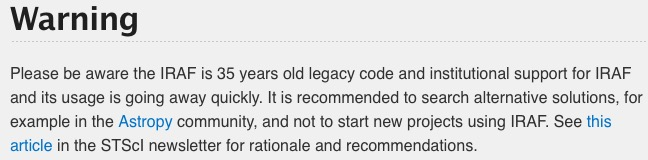 Warning
Please be aware the IRAF is 35 years old legacy code and institutional support for IRAF
and its usage is going away quickly. It is recommended to search alternative solutions, for
example in the Astropy community, and not to start new projects using IRAF. See this
article in the STScI newsletter for rationale and recommendations.